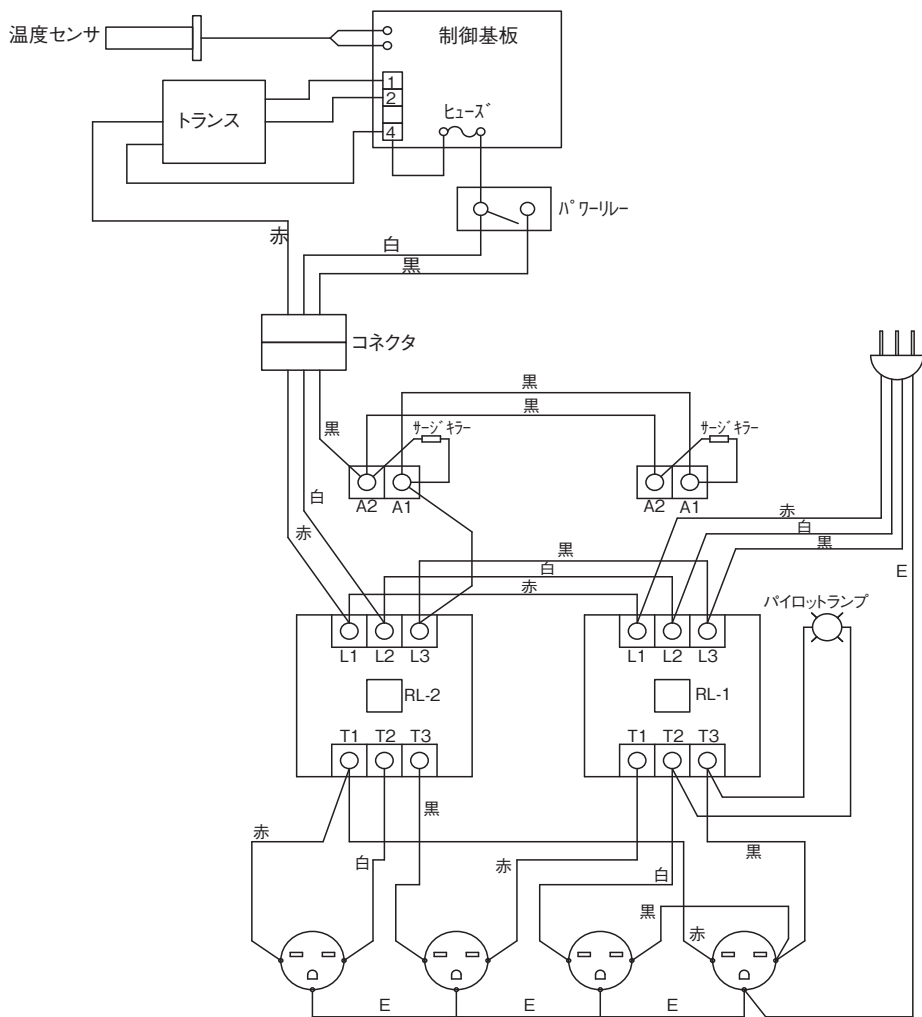 温度センサ
制御基板
1
2
4
トランス
ﾋｭｰｽﾞ
ﾊﾟﾜｰﾘﾚｰ
赤
白
黒
コネクタ
黒
黒
黒
ｻｰｼﾞｷﾗｰ
ｻｰｼﾞｷﾗｰ
A2 A1
A2 A1
白
赤
赤
白
黒
E
黒
白
赤
パイロットランプ
L1 L2 L3
L1 L2 L3
RL-2
RL-1
T1 T2 T3
T1 T2 T3
赤
白
黒
赤
白
黒
黒
赤
E
E
E